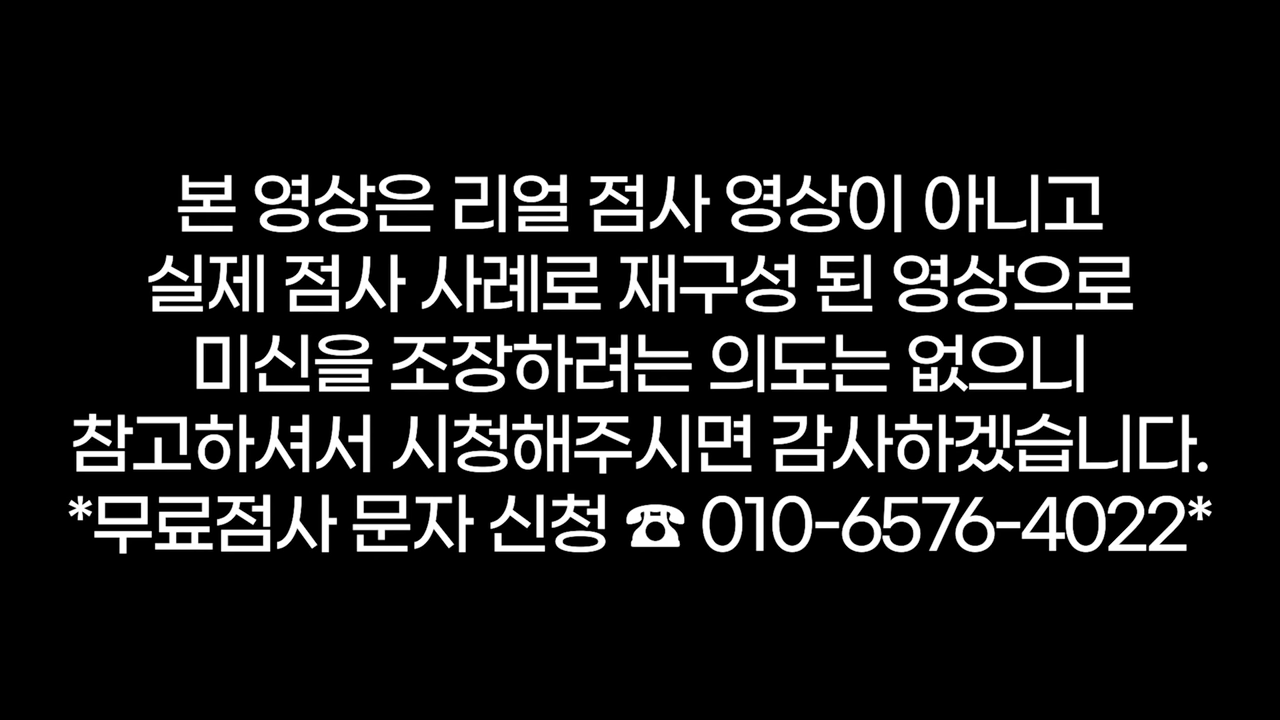 본 영상은 리얼 점사 영상이 아니고
실제 점사 사례로 재구성 된 영상으로
미신을 조장하려는 의도는 없으니
참고하셔서 시청해주시면 감사하겠습니다.
*무료점사 문자 신청 ☎ 010-6576-4022*